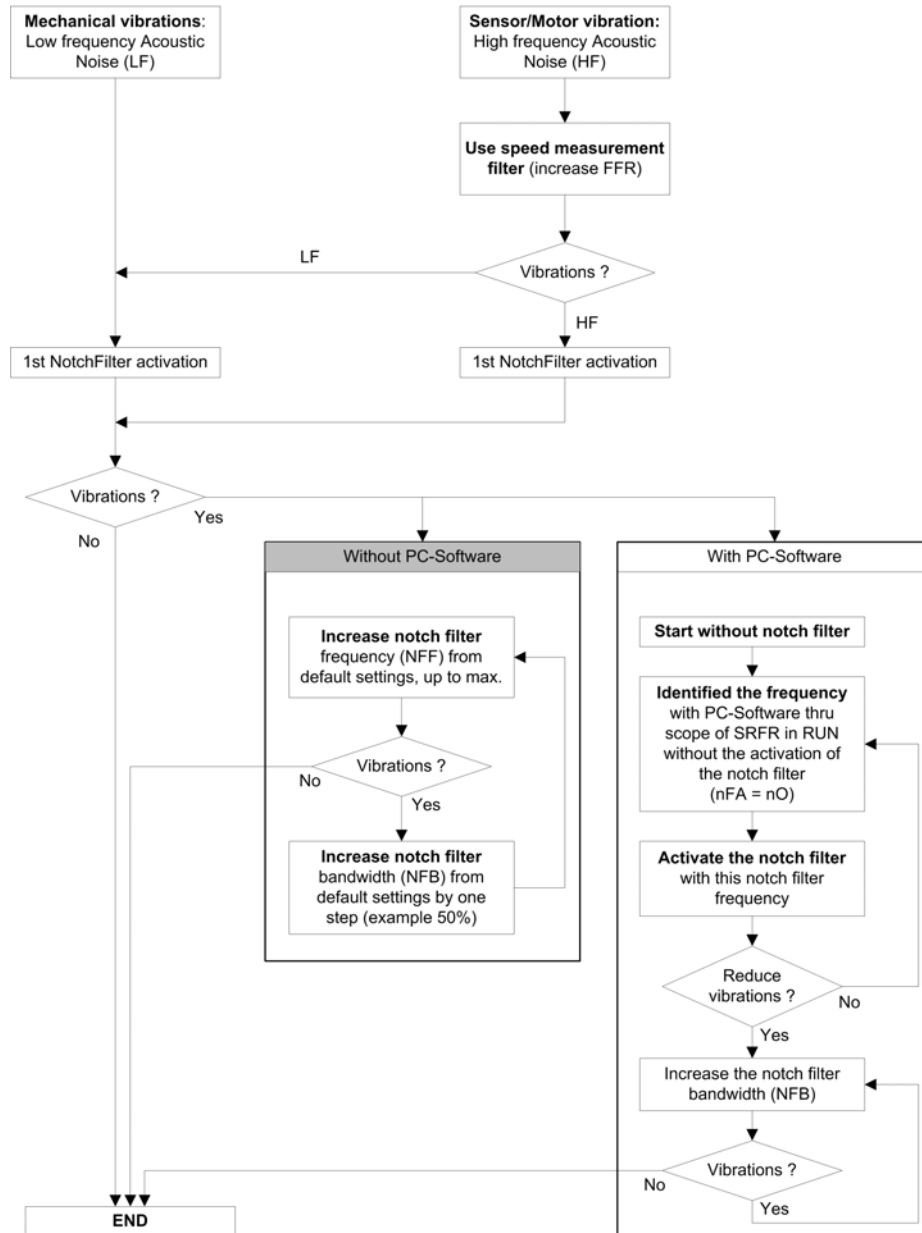 Mechanical vibrations:
Low frequency Acoustic
Noise (LF)
Sensor/Motor vibration:
High frequency Acoustic
Noise (HF)
Use speed measurement
filter (increase FFR)
LF
Vibrations ?
HF
1st NotchFilter activation
1st NotchFilter activation
Vibrations ?
Yes
No
Without PC-Software
Increase notch filter
frequency (NFF) from
default settings, up to max.
Vibrations ?
No
Yes
Increase notch filter
bandwidth (NFB) from
default settings by one
step (example 50%)
With PC-Software
Start without notch filter
Identified the frequency
with PC-Software thru
scope of SRFR in RUN
without the activation of
the notch filter
(nFA = nO)
Activate the notch filter
with this notch filter
frequency
Reduce
vibrations ?
No
Yes
Increase the notch filter
bandwidth (NFB)
Vibrations ?
No
Yes
END